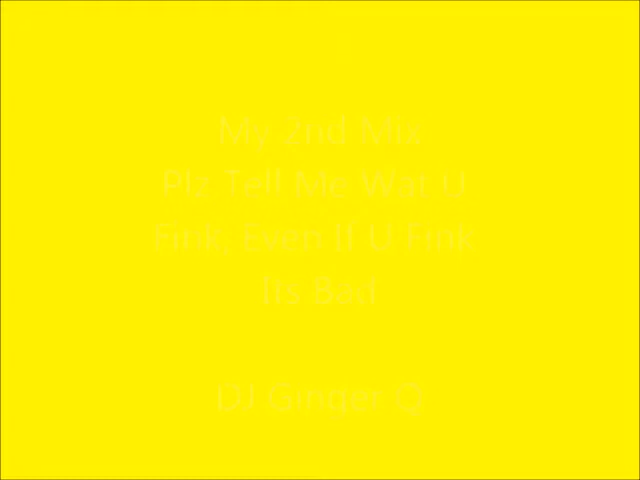 My 2nd Mix
Plz Tell Me Wat U
Fink, Even If U Fink
Its Bad
DJ Ginger Q